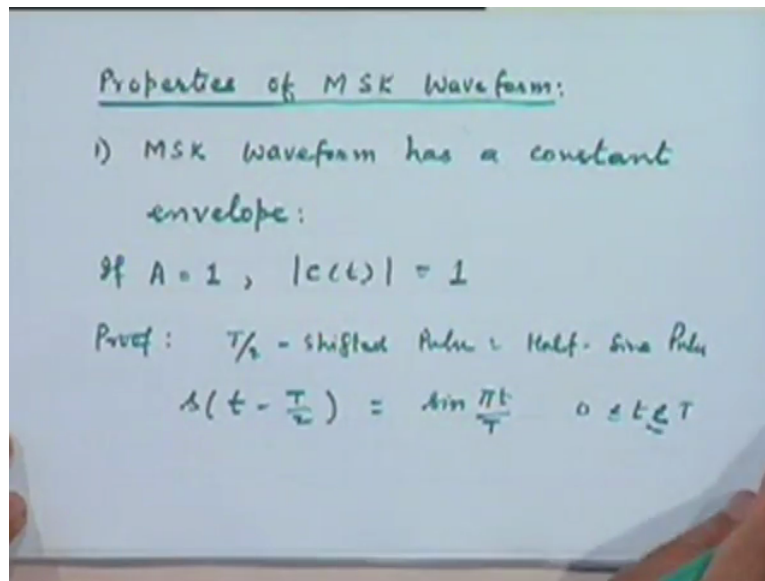 Properties of MSK Waveform:
1) MSK Waveform has a constant
envelope:
If A = 1 , |c(t)| = 1
Proof : T/2 - Shifted Pulse : Half-Sine Pulse
s(t - T/2) = sin πt/T 0 ≤ t ≤ T